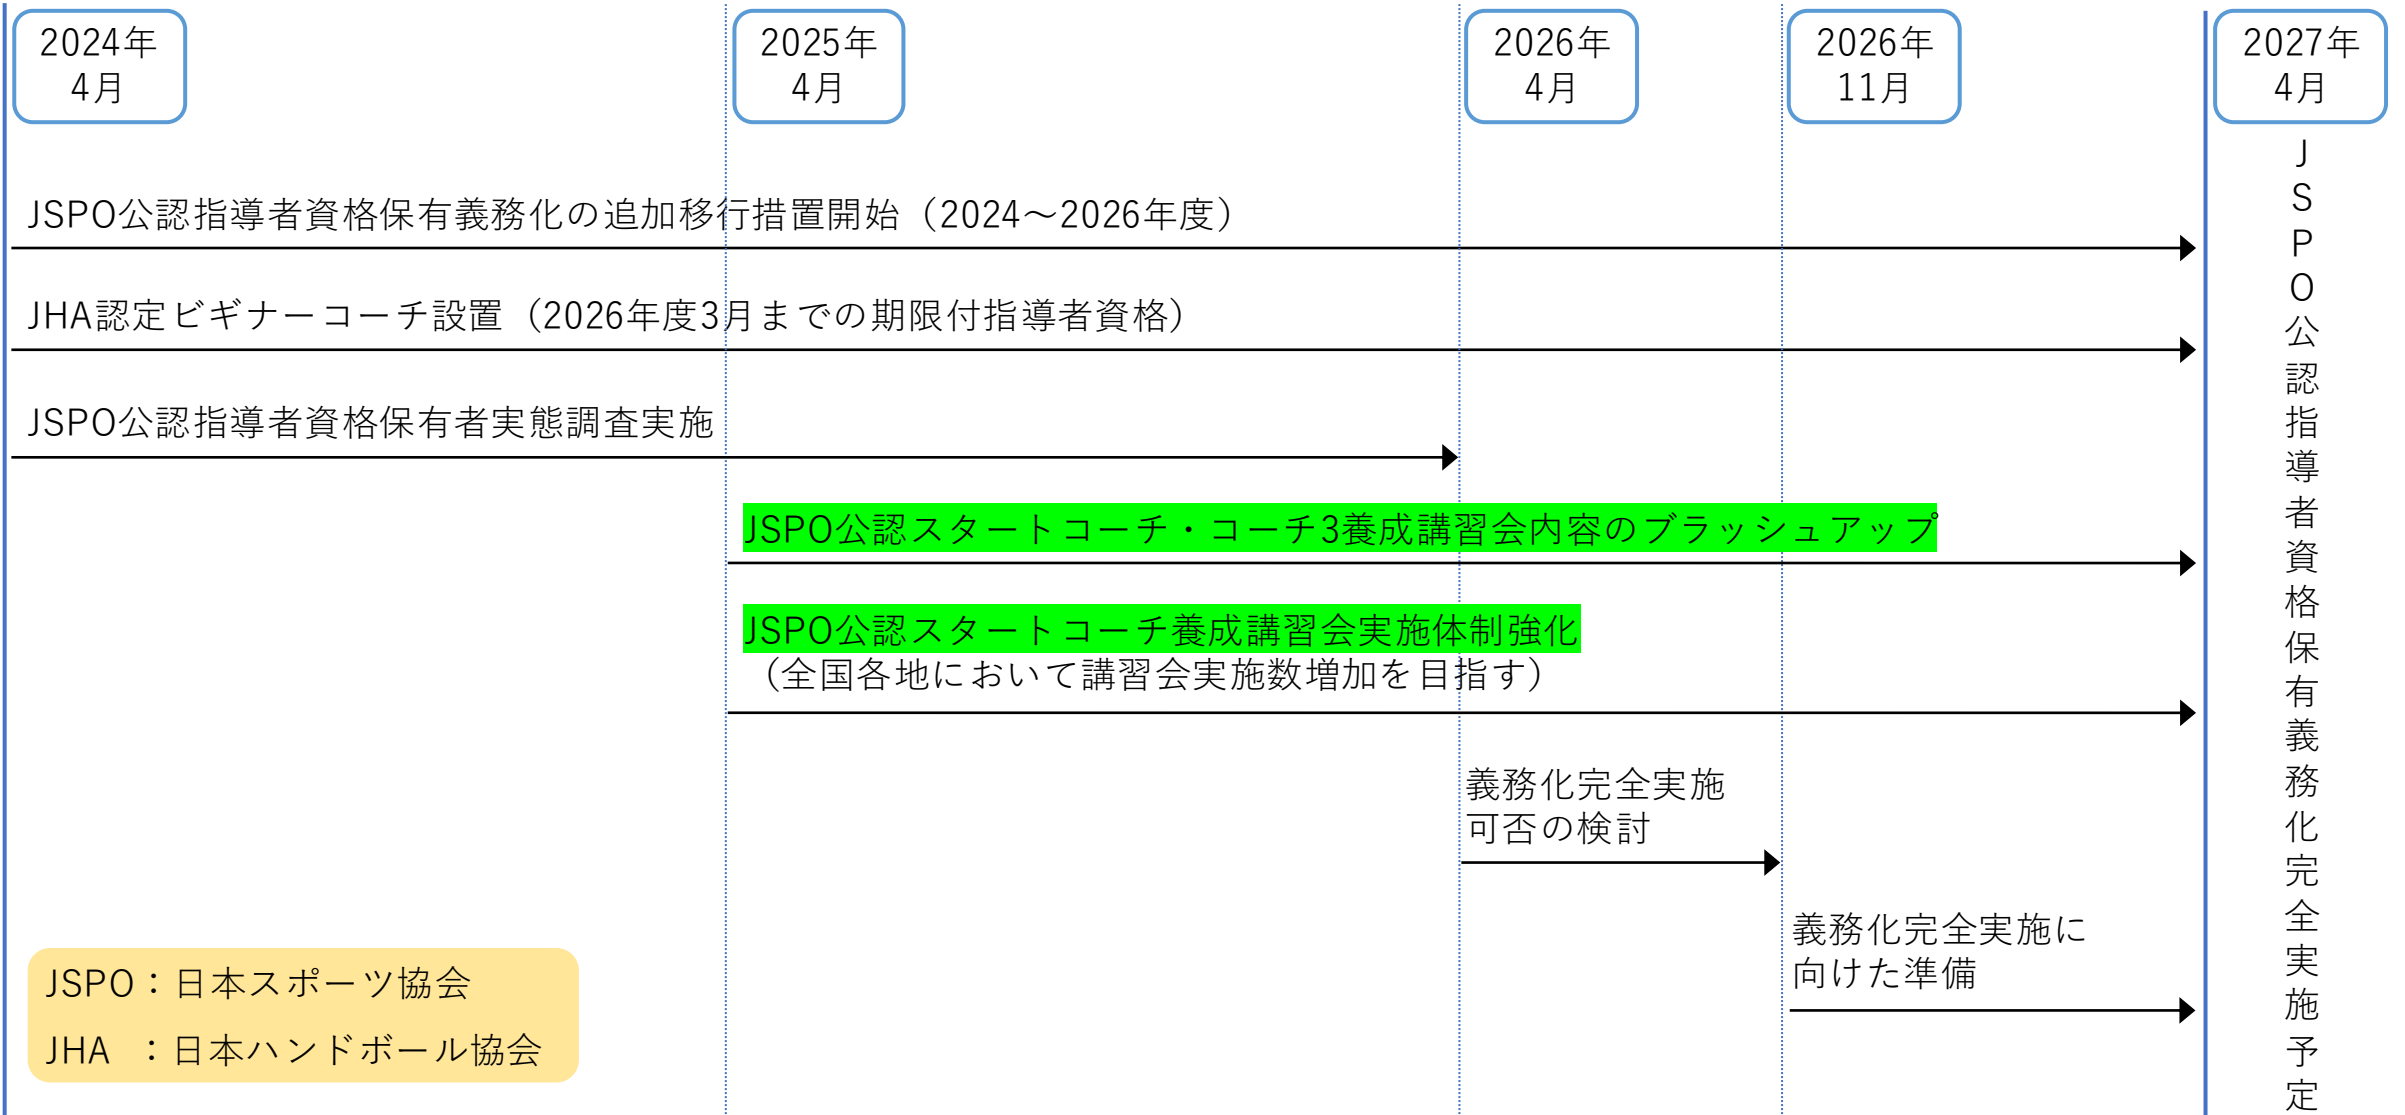 2024年
4月
2025年
4月
2026年
4月
2026年
11月
2027年
4月
JSPO公認指導者資格保有義務化の追加移行措置開始（2024～2026年度）
JHA認定ビギナーコーチ設置（2026年度3月までの期限付指導者資格）
JSPO公認指導者資格保有者実態調査実施
JSPO公認スタートコーチ・コーチ3養成講習会内容のブラッシュアップ
JSPO公認スタートコーチ養成講習会実施体制強化
（全国各地において講習会実施数増加を目指す）
義務化完全実施
可否の検討
義務化完全実施に
向けた準備
JSPO公認指導者資格保有義務化完全実施予定
JSPO：日本スポーツ協会
JHA ：日本ハンドボール協会